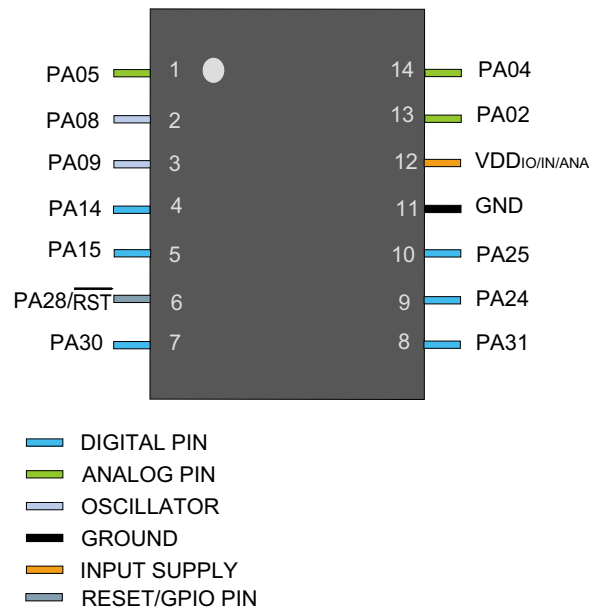 PA05 1 14 PA04
PA08 2 13 PA02
PA09 3 12 VDDIO/IN/ANA
PA14 4 11 GND
PA15 5 10 PA25
PA28/RST 6 9 PA24
PA30 7 8 PA31
DIGITAL PIN
ANALOG PIN
OSCILLATOR
GROUND
INPUT SUPPLY
RESET/GPIO PIN